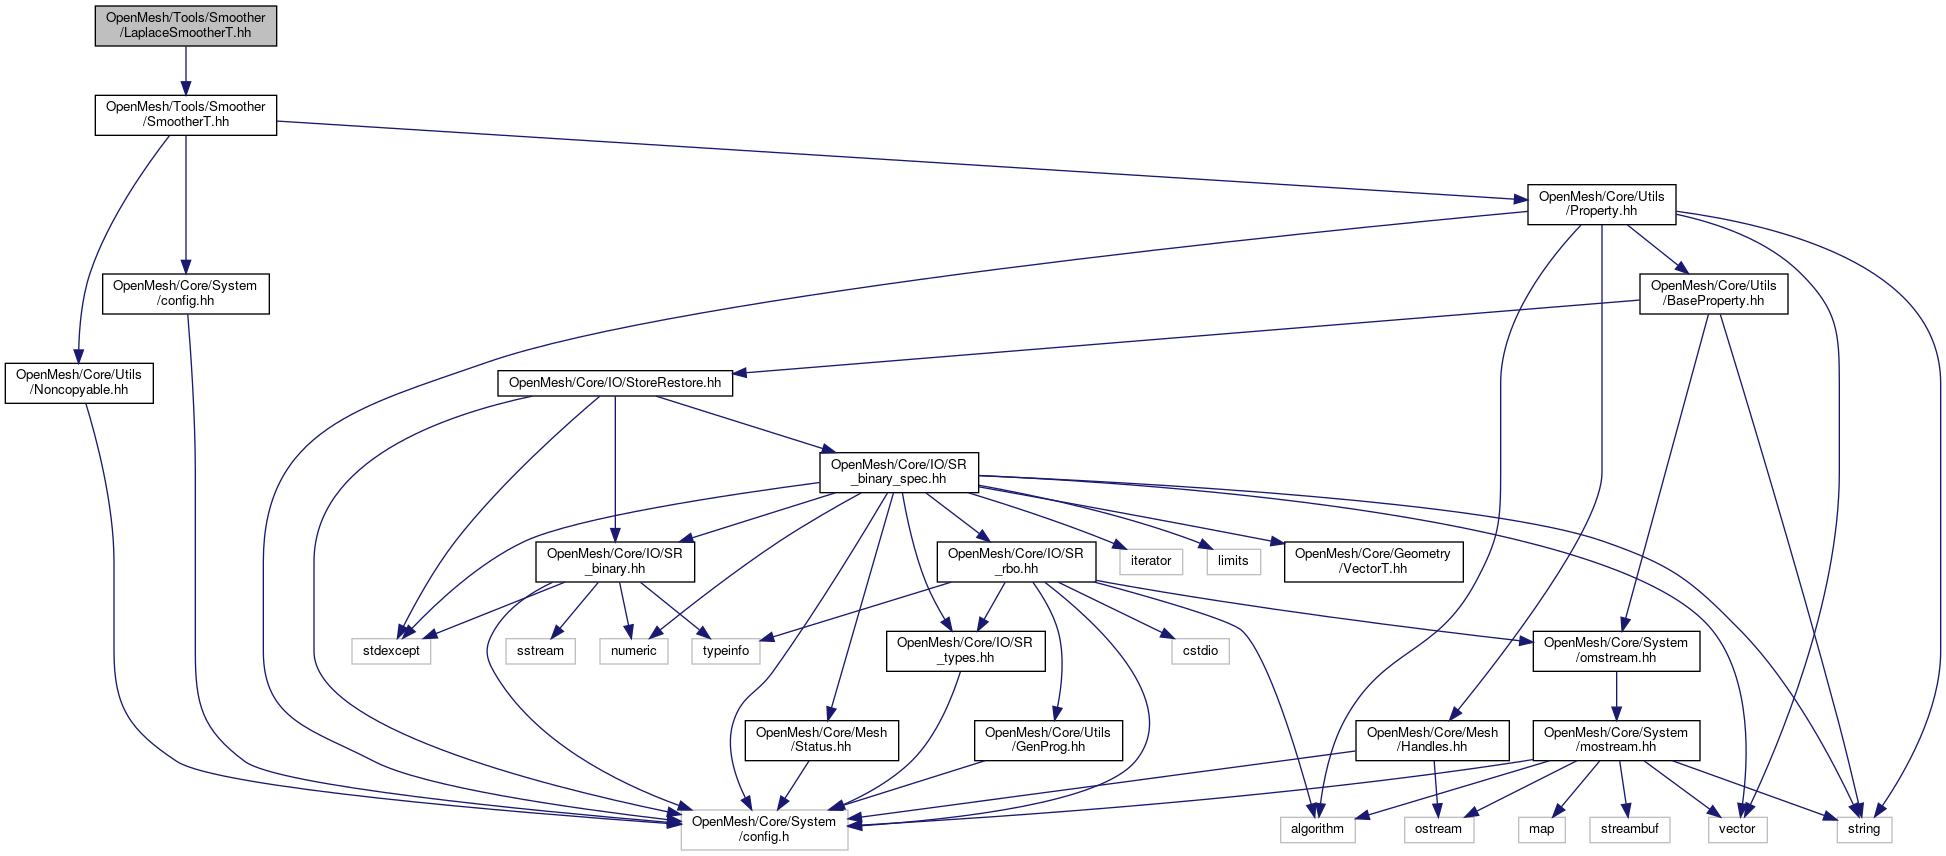 OpenMesh/Tools/Smoother
/LaplaceSmootherT.hh
OpenMesh/Tools/Smoother
/SmootherT.hh
OpenMesh/Core/Utils
/Property.hh
OpenMesh/Core/System
/config.hh
OpenMesh/Core/Utils
/BaseProperty.hh
OpenMesh/Core/Utils
/Noncopyable.hh
OpenMesh/Core/IO/StoreRestore.hh
OpenMesh/Core/IO/SR
_binary_spec.hh
OpenMesh/Core/IO/SR
_binary.hh
OpenMesh/Core/IO/SR
_rbo.hh
iterator
limits
OpenMesh/Core/Geometry
/VectorT.hh
stdexcept
sstream
numeric
typeinfo
OpenMesh/Core/IO/SR
_types.hh
cstdio
OpenMesh/Core/System
/omstream.hh
OpenMesh/Core/Mesh
/Status.hh
OpenMesh/Core/Utils
/GenProg.hh
OpenMesh/Core/Mesh
/Handles.hh
OpenMesh/Core/System
/mostream.hh
OpenMesh/Core/System
/config.h
algorithm
ostream
map
streambuf
vector
string